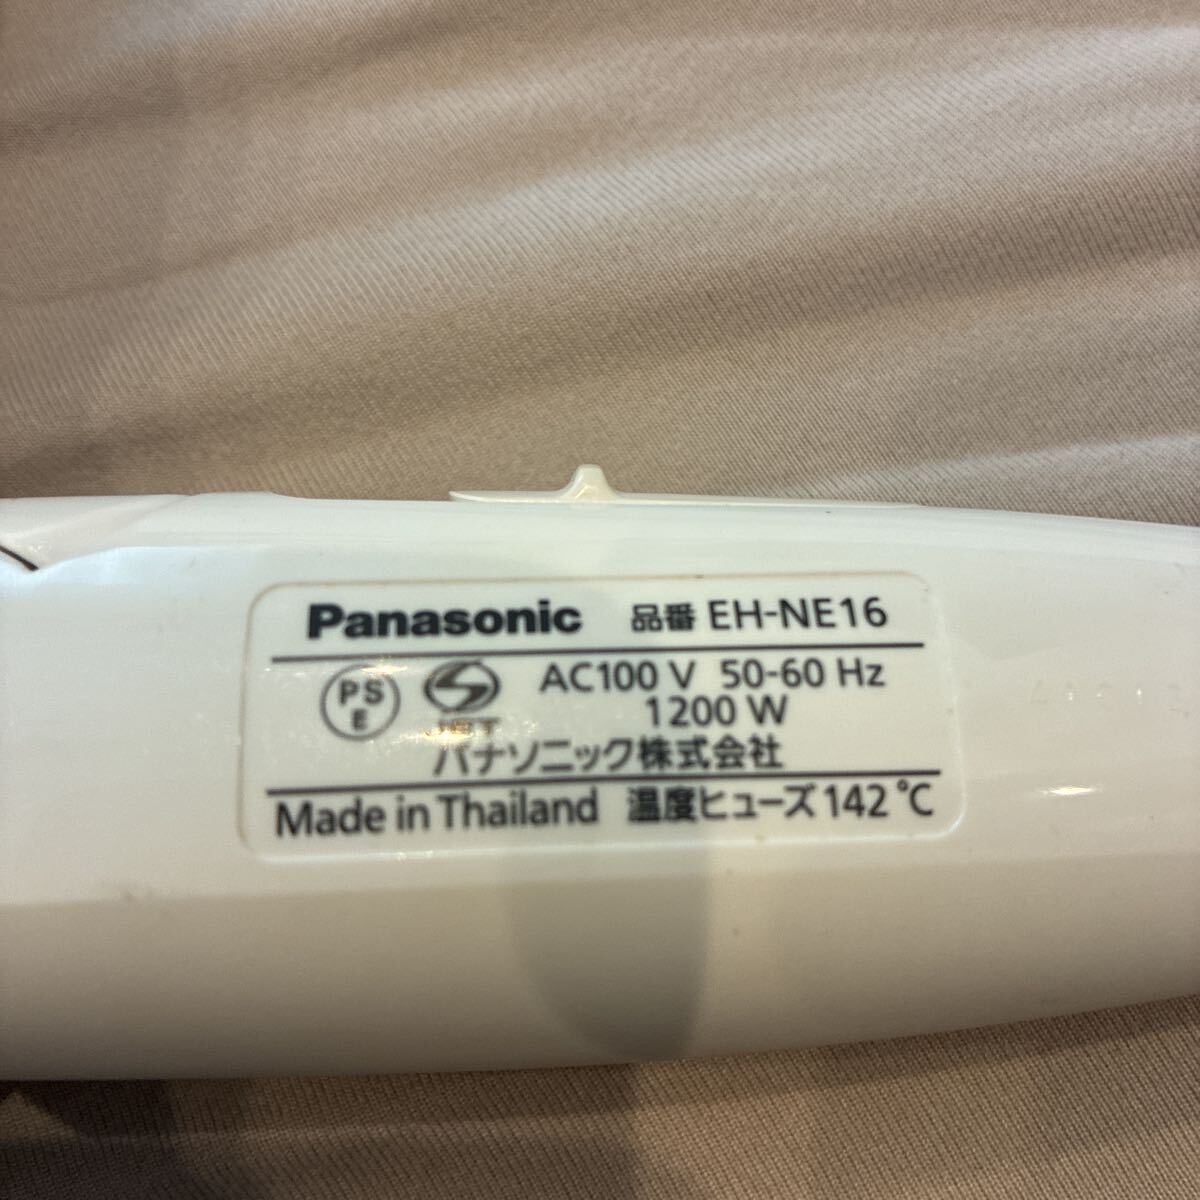 Panasonic 品番 EH-NE16
PS E AC100 V 50-60 Hz
JET 1200 W
パナソニック株式会社
Made in Thailand 温度ヒューズ 142 ℃